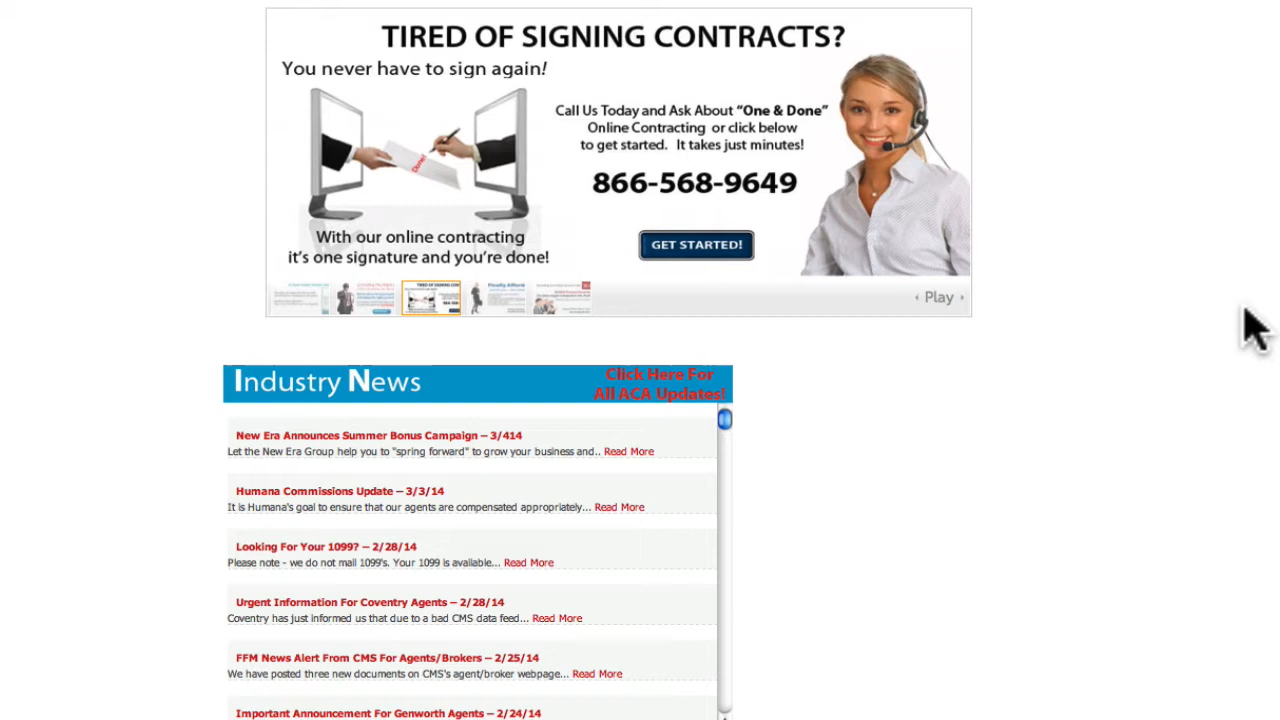 TIRED OF SIGNING CONTRACTS?
You never have to sign again!
Call Us Today and Ask About “One & Done”
Online Contracting or click below
to get started. It takes just minutes!
866-568-9649
Done!
With our online contracting
it’s one signature and you’re done!
GET STARTED!
Play
Industry News
Click Here For
All ACA Updates!
New Era Announces Summer Bonus Campaign – 3/414
Let the New Era Group help you to "spring forward" to grow your business and.. Read More
Humana Commissions Update – 3/3/14
It is Humana's goal to ensure that our agents are compensated appropriately... Read More
Looking For Your 1099? – 2/28/14
Please note - we do not mail 1099's. Your 1099 is available... Read More
Urgent Information For Coventry Agents – 2/28/14
Coventry has just informed us that due to a bad CMS data feed... Read More
FFM News Alert From CMS For Agents/Brokers – 2/25/14
We have posted three new documents on CMS's agent/broker webpage... Read More
Important Announcement For Genworth Agents – 2/24/14